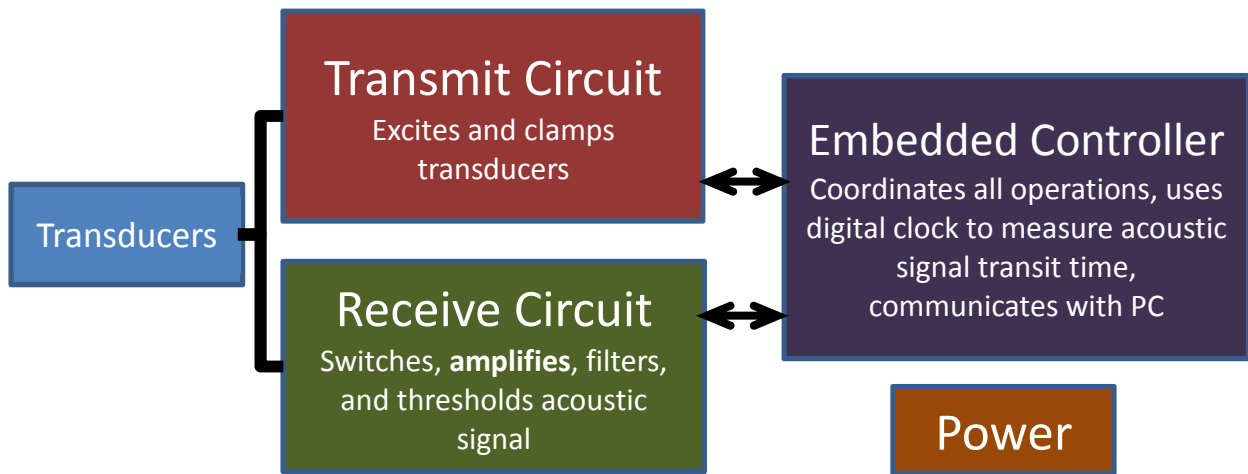 Transducers
Transmit Circuit
Excites and clamps
transducers
Receive Circuit
Switches, amplifies, filters,
and thresholds acoustic
signal
Embedded Controller
Coordinates all operations, uses
digital clock to measure acoustic
signal transit time,
communicates with PC
Power